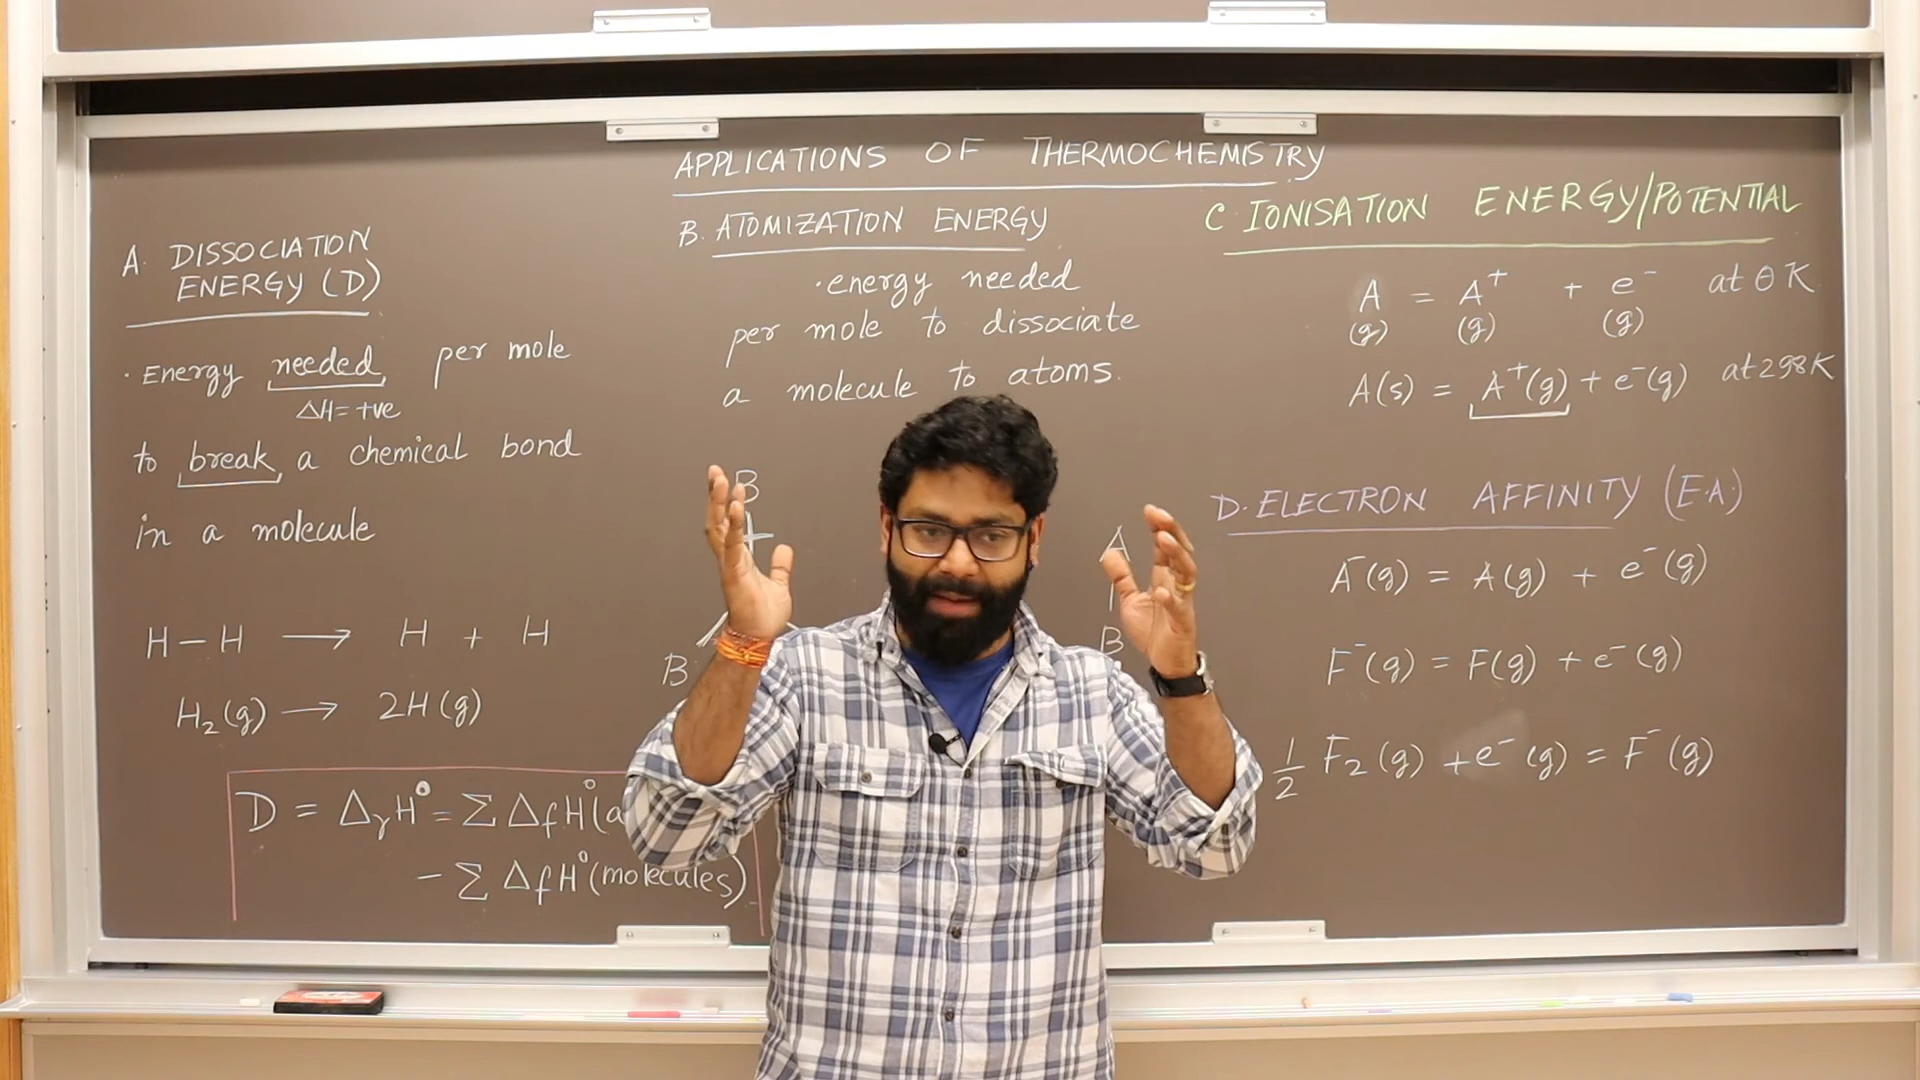 APPLICATIONS OF THERMOCHEMISTRY
A. DISSOCIATION
ENERGY (D)
· Energy needed per mole
ΔH = +ve
to break a chemical bond
in a molecule
H – H ⟶ H + H
H₂(g) ⟶ 2H(g)
D = ΔᵣH° = Σ ΔfH°(a
– Σ ΔfH°(molecules)
B. ATOMIZATION ENERGY
· energy needed
per mole to dissociate
a molecule to atoms.
B
B
A
B
C. IONISATION ENERGY/POTENTIAL
A = A⁺ + e⁻ at 0 K
(g) (g) (g)
A(s) = A⁺(g) + e⁻(g) at 298K
D. ELECTRON AFFINITY (E.A.)
A⁻(g) = A(g) + e⁻(g)
F⁻(g) = F(g) + e⁻(g)
1/2 F₂(g) + e⁻(g) = F⁻(g)